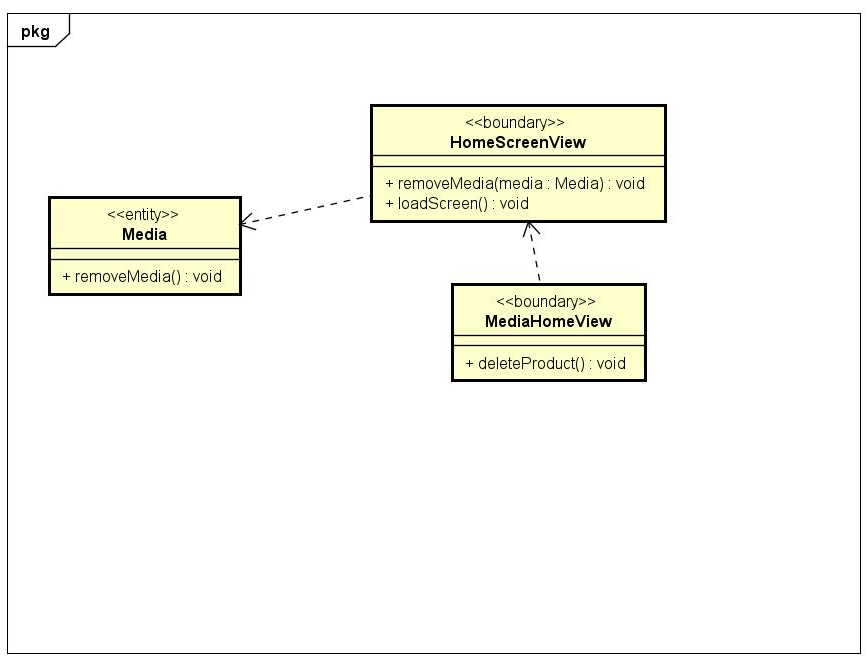 pkg
<<boundary>>
HomeScreenView
+ removeMedia(media : Media) : void
+ loadScreen() : void
<<entity>>
Media
+ removeMedia() : void
<<boundary>>
MediaHomeView
+ deleteProduct() : void